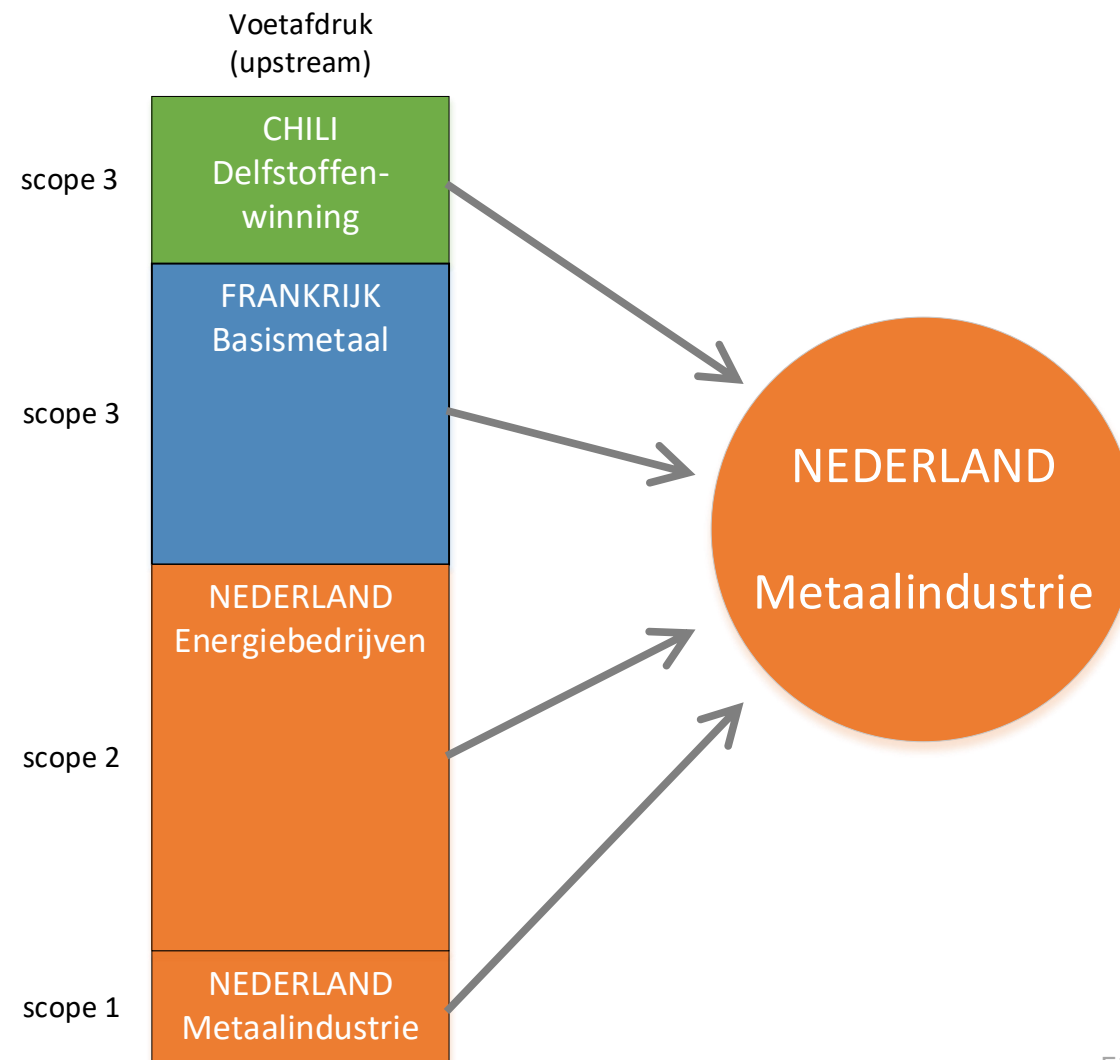 Voetafdruk
(upstream)
scope 3
CHILI
Delfstoffen-
winning
scope 3
FRANKRIJK
Basismetaal
scope 2
NEDERLAND
Energiebedrijven
scope 1
NEDERLAND
Metaalindustrie
NEDERLAND
Metaalindustrie